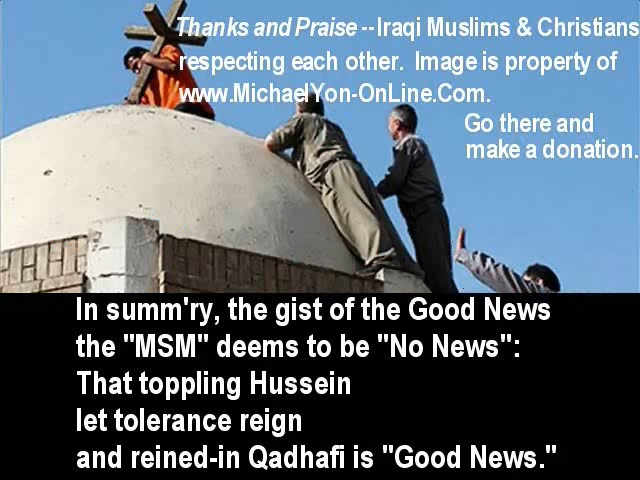 Thanks and Praise --Iraqi Muslims & Christians
respecting each other. Image is property of
www.MichaelYon-OnLine.Com.
Go there and
make a donation.
In summ'ry, the gist of the Good News
the "MSM" deems to be "No News":
That toppling Hussein
let tolerance reign
and reined-in Qadhafi is "Good News."